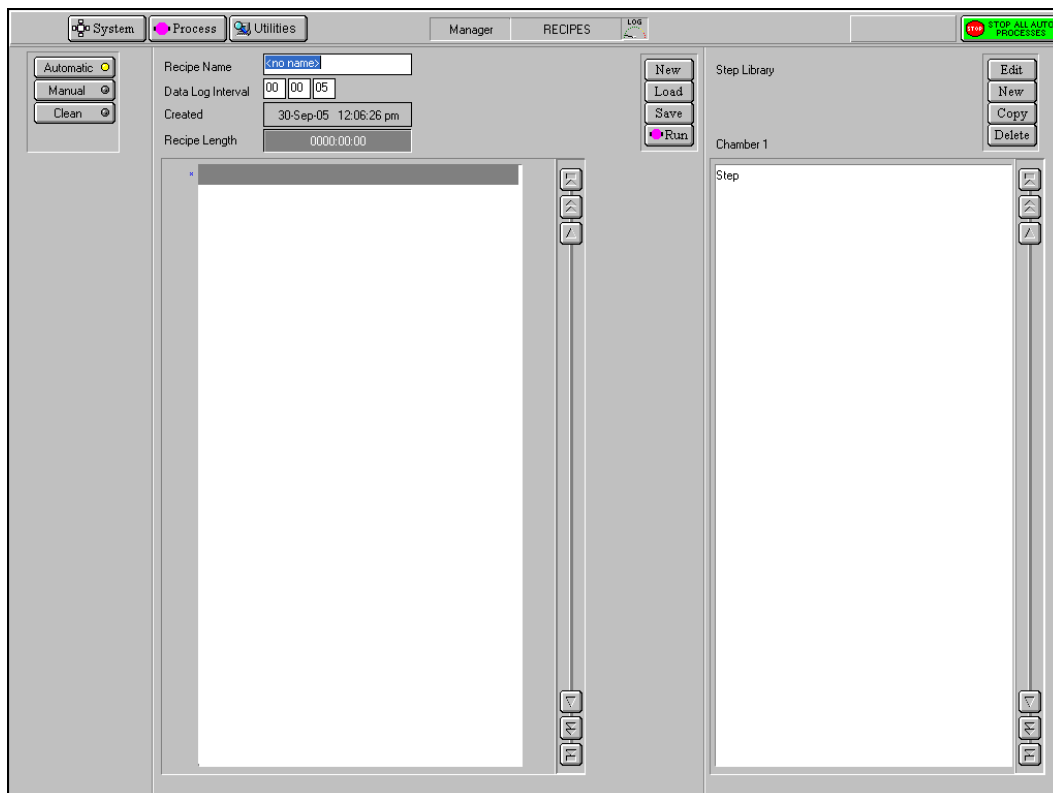 System Process Utilities Manager RECIPES LOG STOP STOP ALL AUTO
PROCESSES
Automatic
Manual
Clean
Recipe Name <no name>
Data Log Interval 00 00 05
Created 30-Sep-05 12:06:26 pm
Recipe Length 0000:00:00
New
Load
Save
Run
Step Library
Chamber 1
Edit
New
Copy
Delete
Step